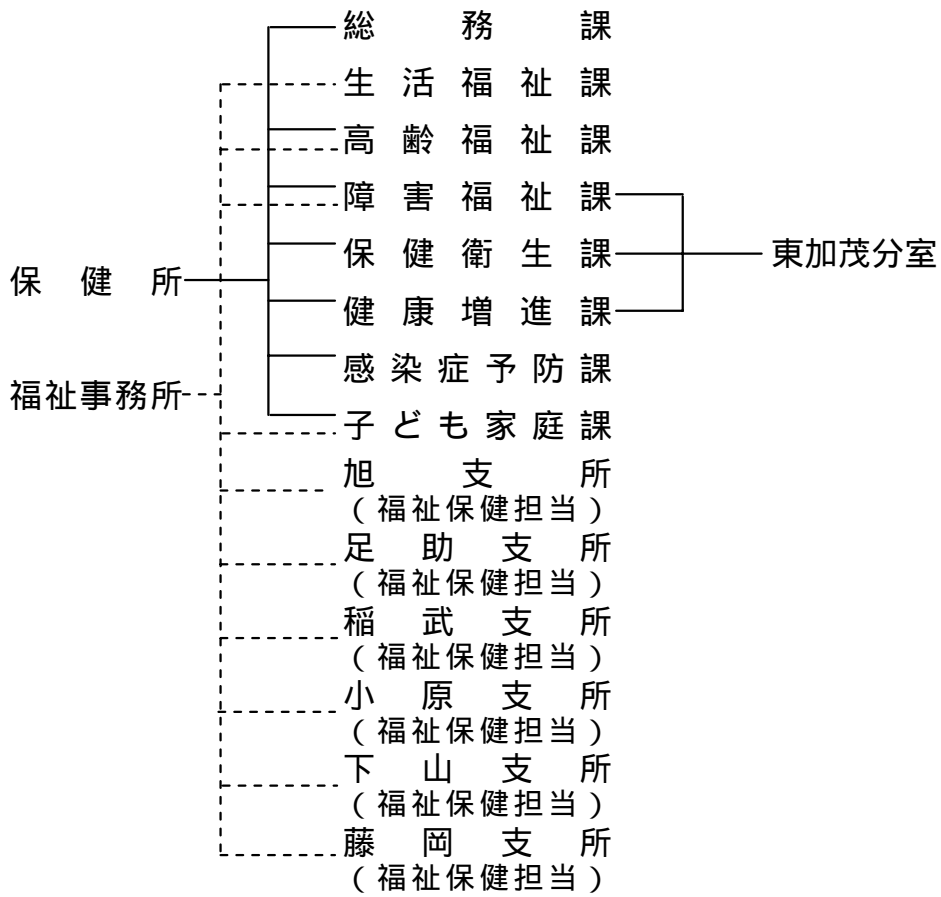 総務課
生活福祉課
高齢福祉課
障害福祉課
保健衛生課
東加茂分室
保健所
健康増進課
感染症予防課
福祉事務所
子ども家庭課
旭支所
（福祉保健担当）
足助支所
（福祉保健担当）
稲武支所
（福祉保健担当）
小原支所
（福祉保健担当）
下山支所
（福祉保健担当）
藤岡支所
（福祉保健担当）